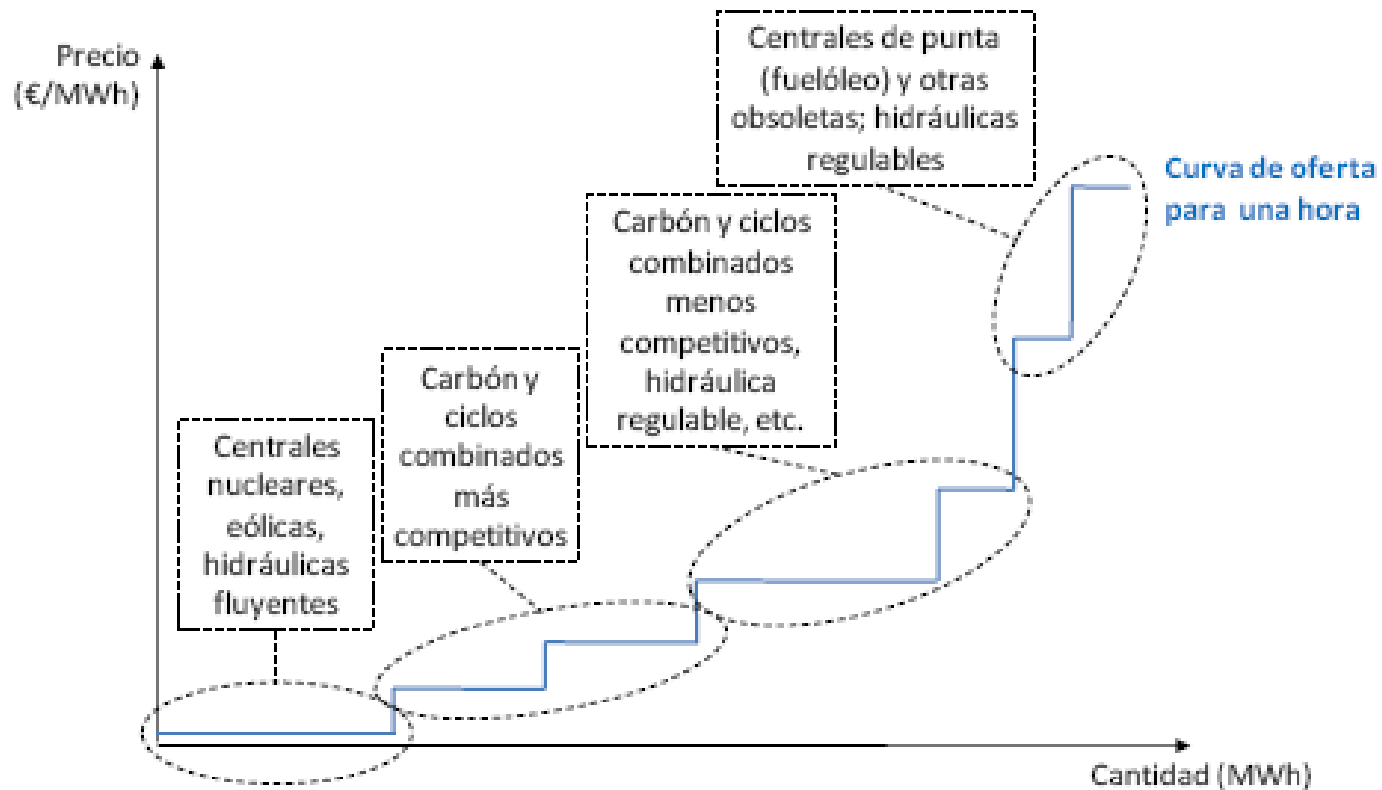 Precio
(€/MWh)
Centrales de punta
(fuelóleo) y otras
obsoletas; hidráulicas
regulables
Curva de oferta
para una hora
Carbón y ciclos
combinados
menos
competitivos,
hidráulica
regulable, etc.
Carbón y
ciclos
combinados
más
competitivos
Centrales
nucleares,
eólicas,
hidráulicas
fluyentes
Cantidad (MWh)